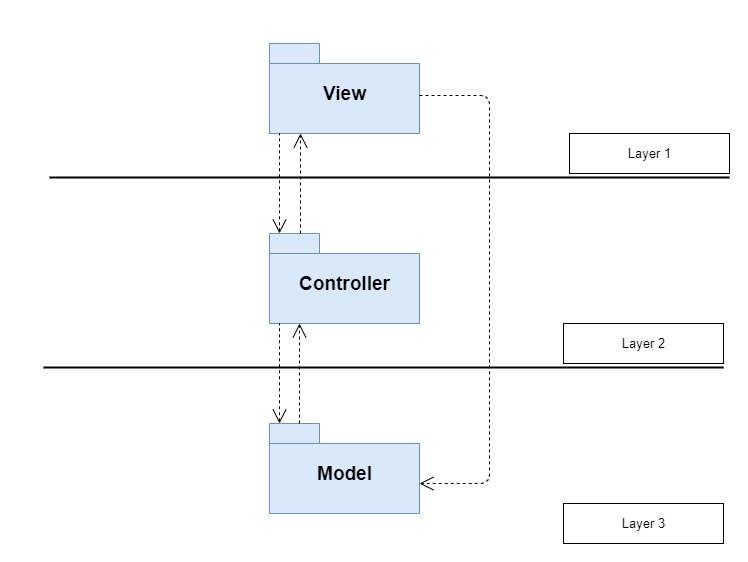 View
Layer 1
Controller
Layer 2
Model
Layer 3